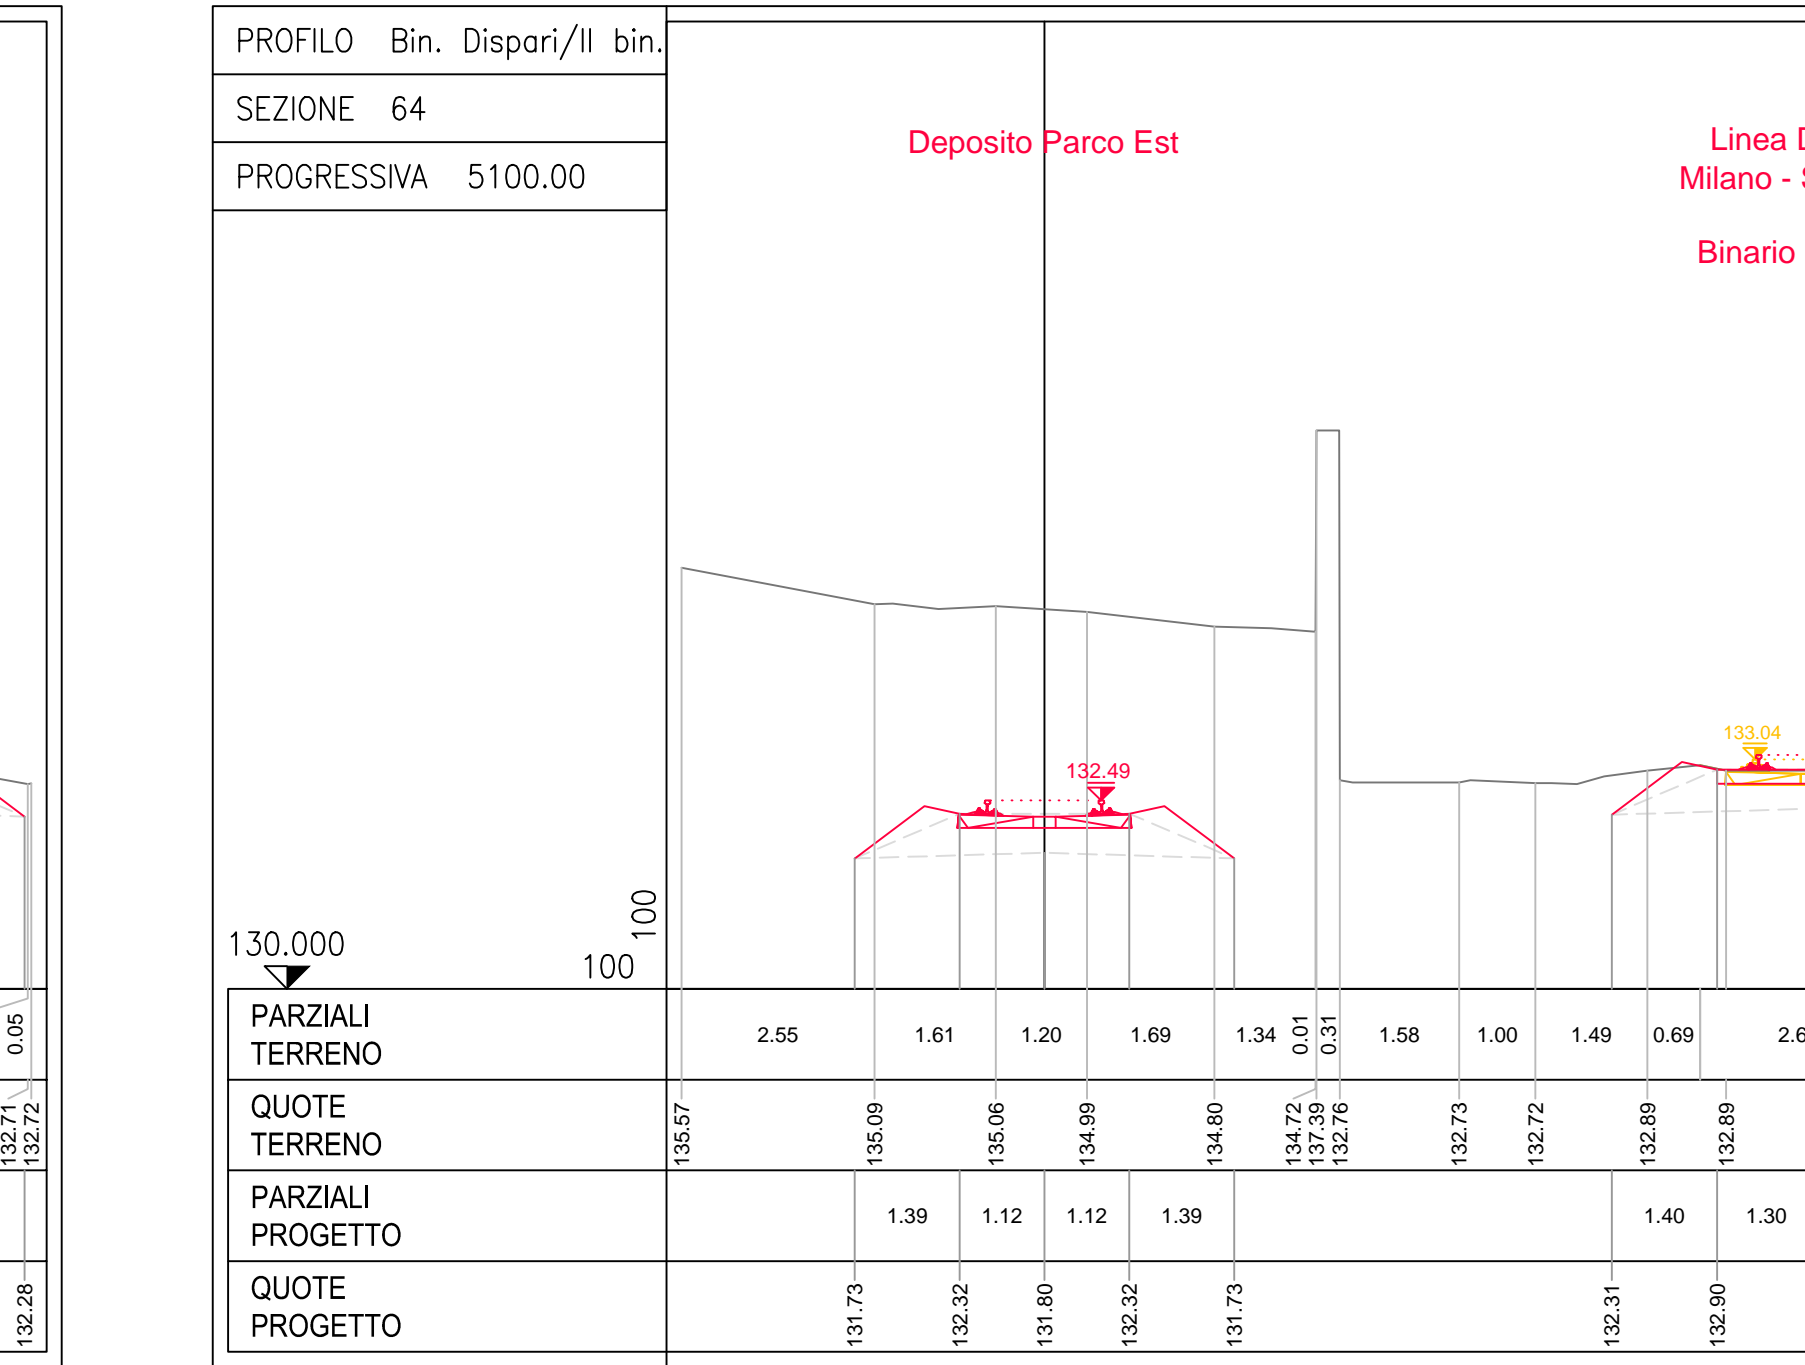 PROFILO Bin. Dispari/II bin.
SEZIONE 64
PROGRESSIVA 5100.00
Deposito Parco Est
Linea
Milano -
Binario
133.04
132.49
100
130.000
100
PARZIALI
TERRENO
0.05
2.55 1.61 1.20 1.69 1.34 0.01 0.31 1.58 1.00 1.49 0.69
QUOTE
TERRENO
132.71 132.72
135.57 135.09 135.06 134.99 134.80 134.72 137.39 132.76 132.73 132.72 132.89 132.89
PARZIALI
PROGETTO
1.39 1.12 1.12 1.39 1.40 1.30
QUOTE
PROGETTO
132.28
131.73 132.32 131.80 132.32 131.73 132.31 132.90